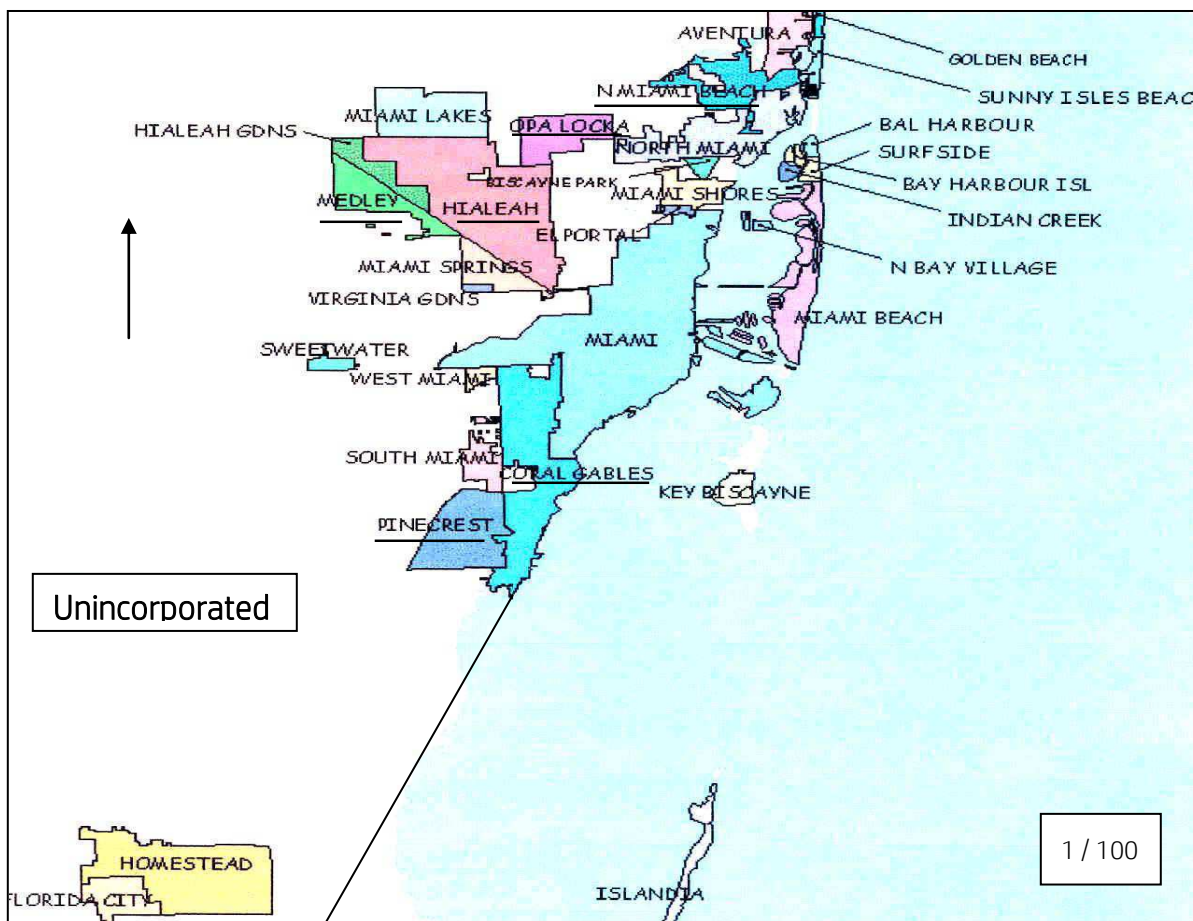 AVENTURA
GOLDEN BEACH
N MIAMI BEACH
SUNNY ISLES BEAC
MIAMI LAKES
HIALEAH GDNS
OPA LOCKA
BAL HARBOUR
NORTH MIAMI
SURFSIDE
BISCAYNE PARK
BAY HARBOUR ISL
MEDLEY
HIALEAH
MIAMI SHORES
INDIAN CREEK
EL PORTAL
MIAMI SPRINGS
N BAY VILLAGE
VIRGINIA GDNS
MIAMI BEACH
MIAMI
SWEETWATER
WEST MIAMI
SOUTH MIAMI
CORAL GABLES
KEY BISCAYNE
PINECREST
Unincorporated
1 / 100
HOMESTEAD
FLORIDA CITY
ISLANDIA